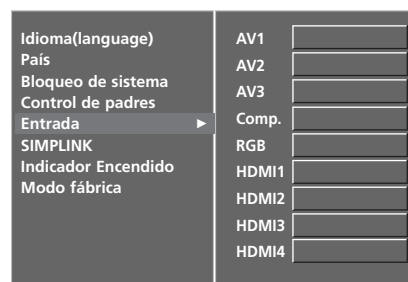 Idioma(language)
País
Bloqueo de sistema
Control de padres
Entrada ►
SIMPLINK
Indicador Encendido
Modo fábrica
AV1
AV2
AV3
Comp.
RGB
HDMI1
HDMI2
HDMI3
HDMI4